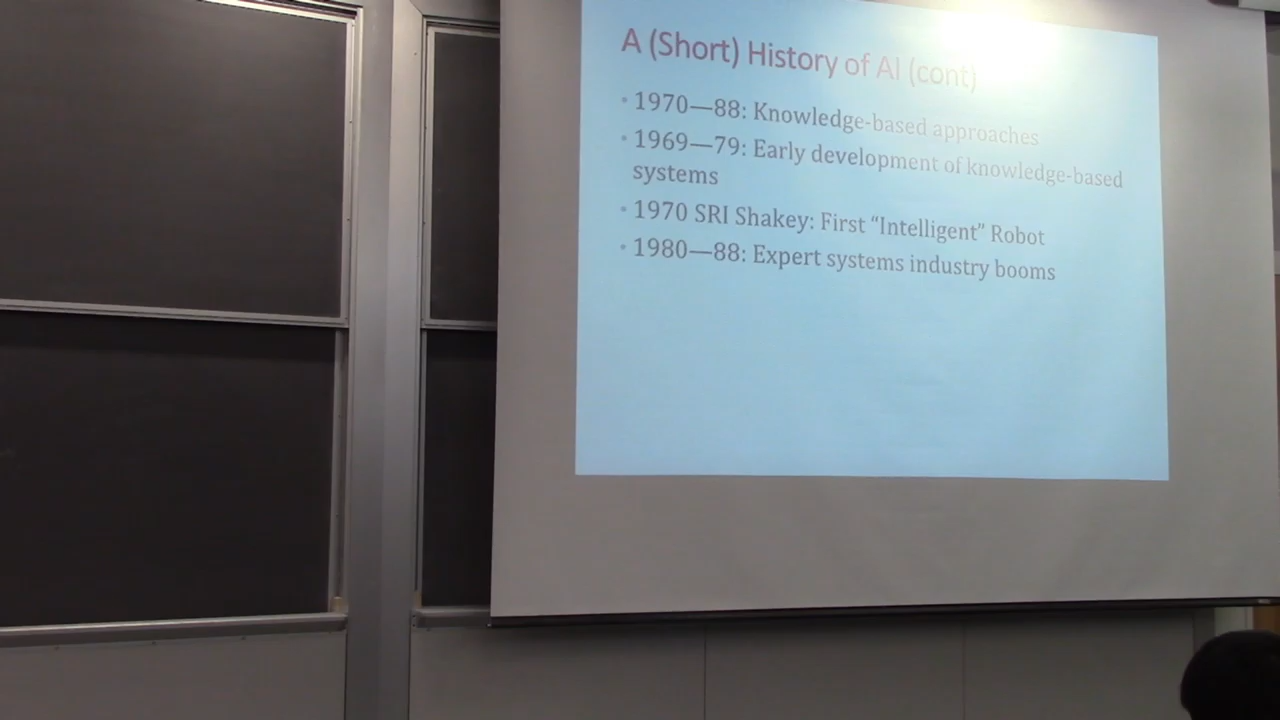 A (Short) History of AI (cont)
• 1970—88: Knowledge-based approaches
• 1969—79: Early development of knowledge-based
systems
• 1970 SRI Shakey: First “Intelligent” Robot
• 1980—88: Expert systems industry booms